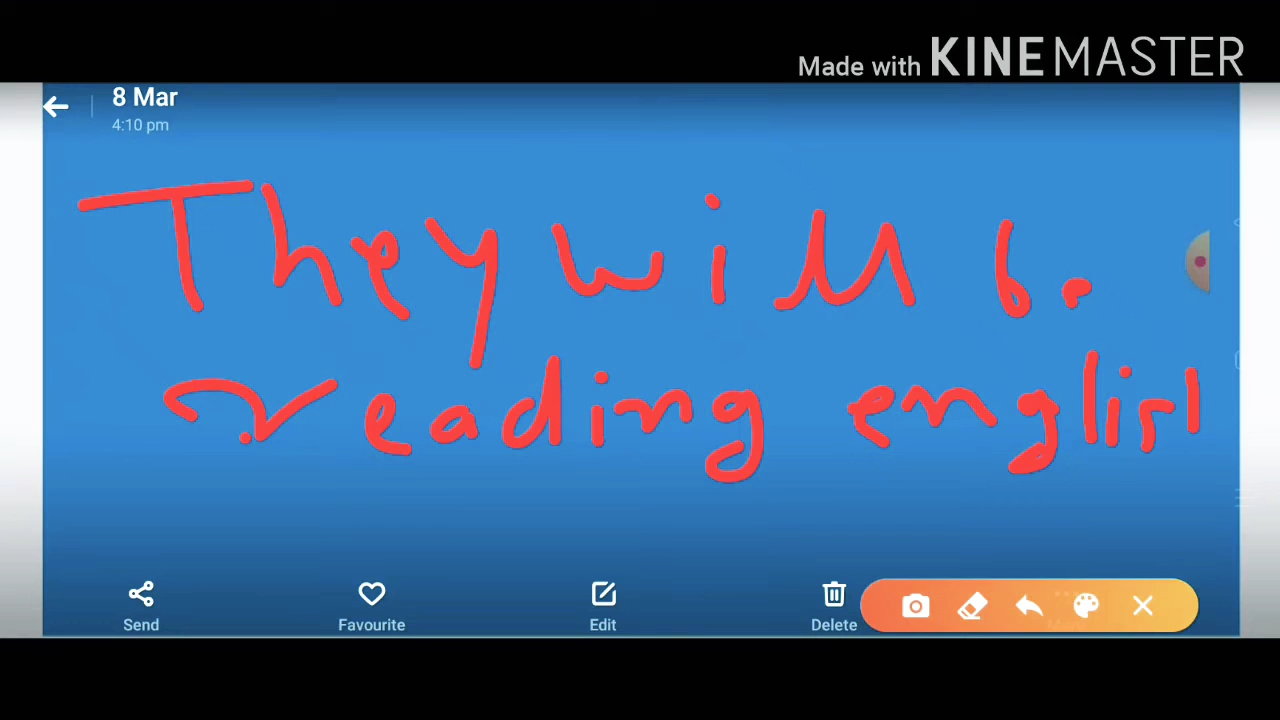 Made with KINEMASTER
8 Mar
4:10 pm
They will be
reading englis
Send Favourite Edit Delete